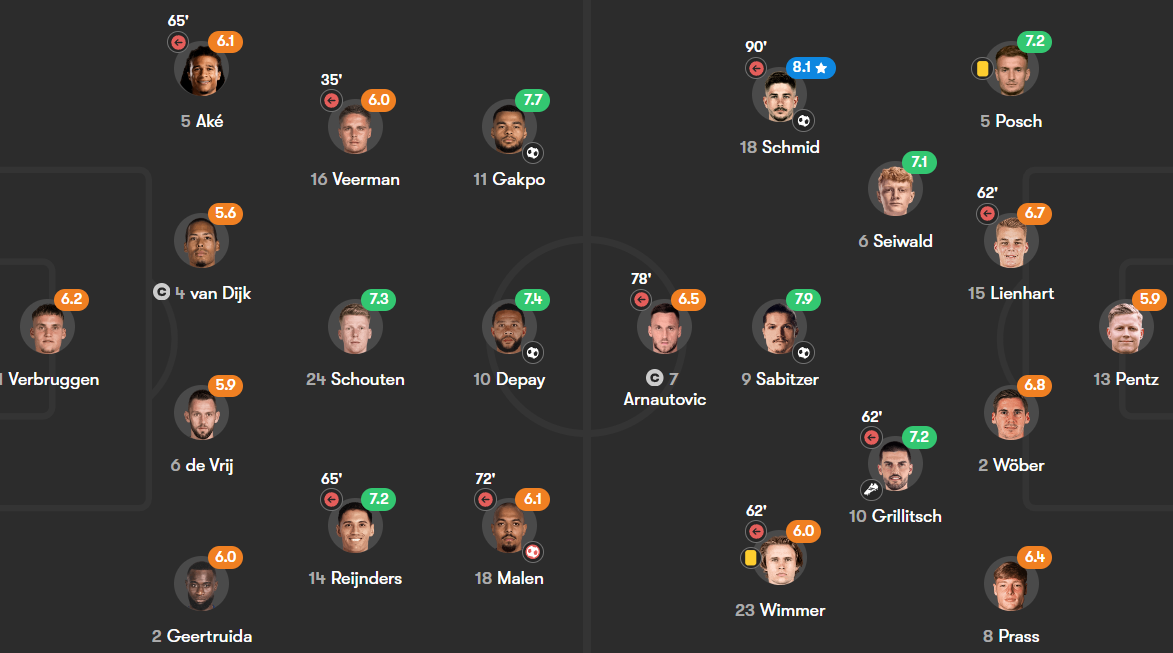 65'
6.1
5 Aké
35'
6.0
16 Veerman
7.7
11 Gakpo
90'
8.1
18 Schmid
7.2
5 Posch
5.6
C 4 van Dijk
7.1
6 Seiwald
62'
6.7
15 Lienhart
6.2
1 Verbruggen
7.3
24 Schouten
7.4
10 Depay
78'
6.5
C 7
Arnautovic
7.9
9 Sabitzer
5.9
13 Pentz
5.9
6 de Vrij
6.8
2 Wöber
62'
7.2
10 Grillitsch
65'
7.2
14 Reijnders
72'
6.1
18 Malen
62'
6.0
23 Wimmer
6.0
2 Geertruida
6.4
8 Prass